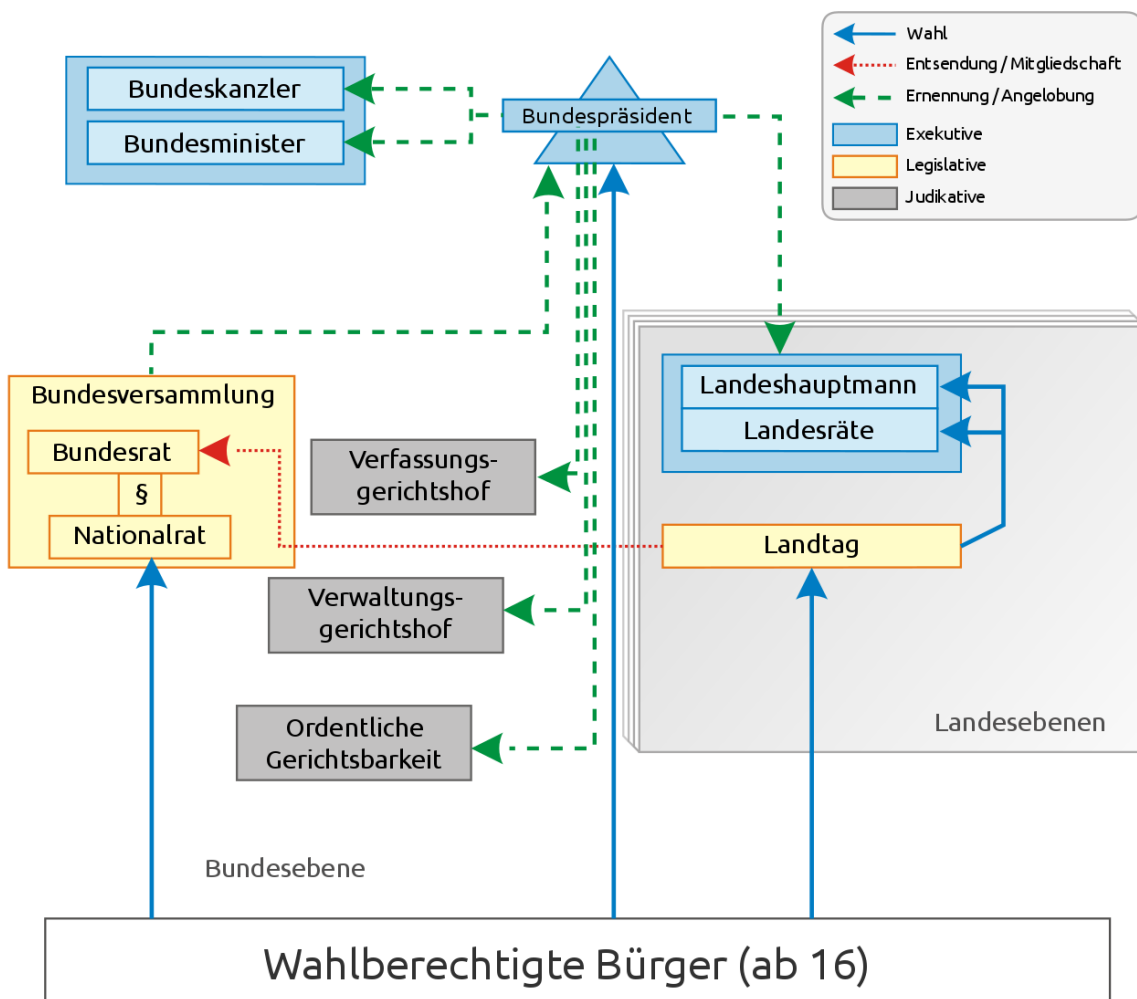 Wahl
Entsendung / Mitgliedschaft
Ernennung / Angelobung
Exekutive
Legislative
Judikative
Bundeskanzler
Bundesminister
Bundespräsident
Landeshauptmann
Landesräte
Landtag
Landesebenen
Bundesversammlung
Bundesrat
§
Nationalrat
Verfassungs-
gerichtshof
Verwaltungs-
gerichtshof
Ordentliche
Gerichtsbarkeit
Bundesebene
Wahlberechtigte Bürger (ab 16)